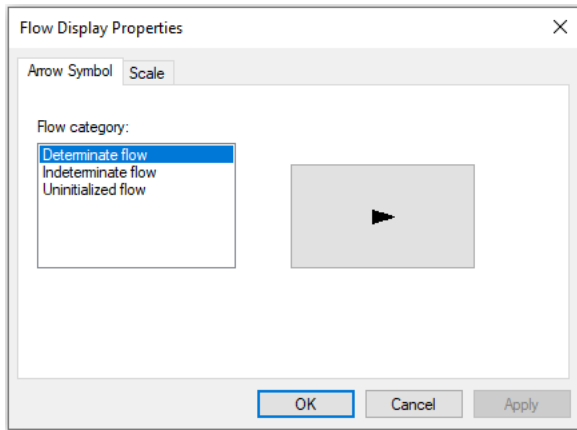 Flow Display Properties
Arrow Symbol Scale
Flow category:
Determinate flow
Indeterminate flow
Uninitialized flow
OK Cancel Apply